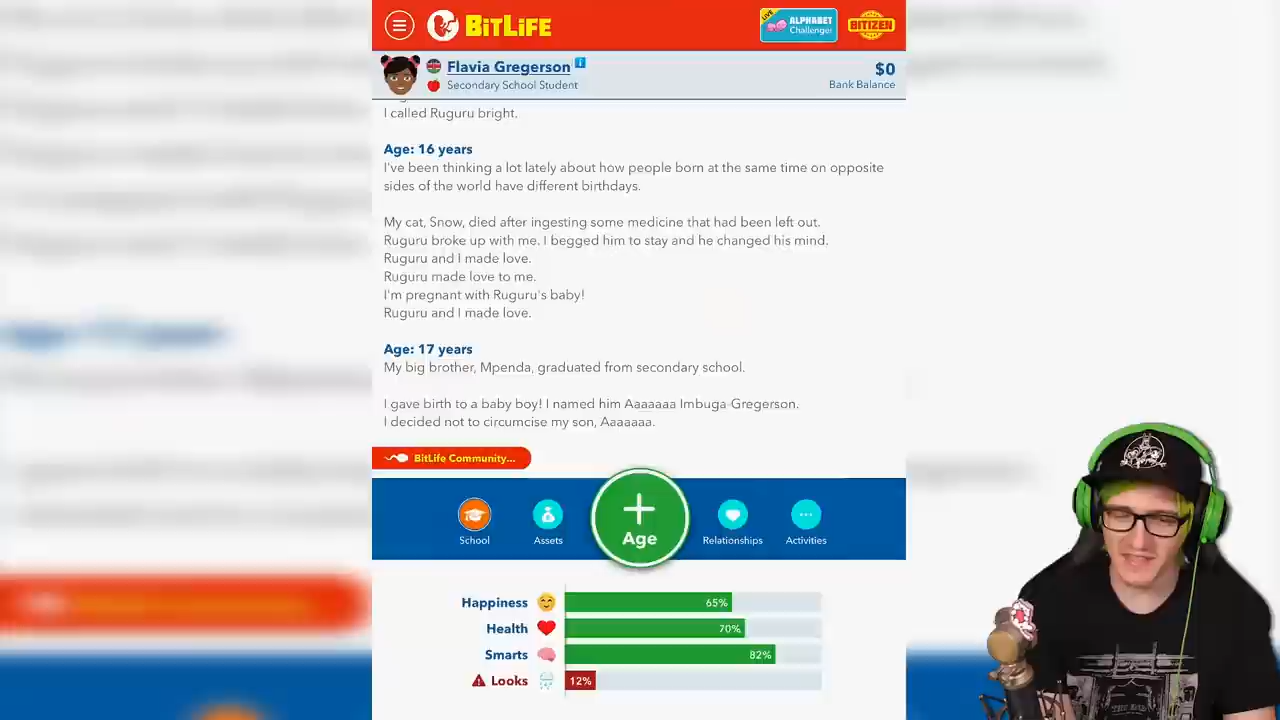 BITLIFE
LIVE
ALPHABET
Challenge!
BITIZEN
Flavia Gregerson
$0
Secondary School Student
Bank Balance
I called Ruguru bright.
Age: 16 years
I've been thinking a lot lately about how people born at the same time on opposite
sides of the world have different birthdays.
My cat, Snow, died after ingesting some medicine that had been left out.
Ruguru broke up with me. I begged him to stay and he changed his mind.
Ruguru and I made love.
Ruguru made love to me.
I'm pregnant with Ruguru's baby!
Ruguru and I made love.
Age: 17 years
My big brother, Mpenda, graduated from secondary school.
I gave birth to a baby boy! I named him Aaaaaaa Imbuga-Gregerson.
I decided not to circumcise my son, Aaaaaaa.
BitLife Community...
+
Age
School
Assets
Relationships
Activities
Happiness 65%
Health 70%
Smarts 82%
Looks 12%